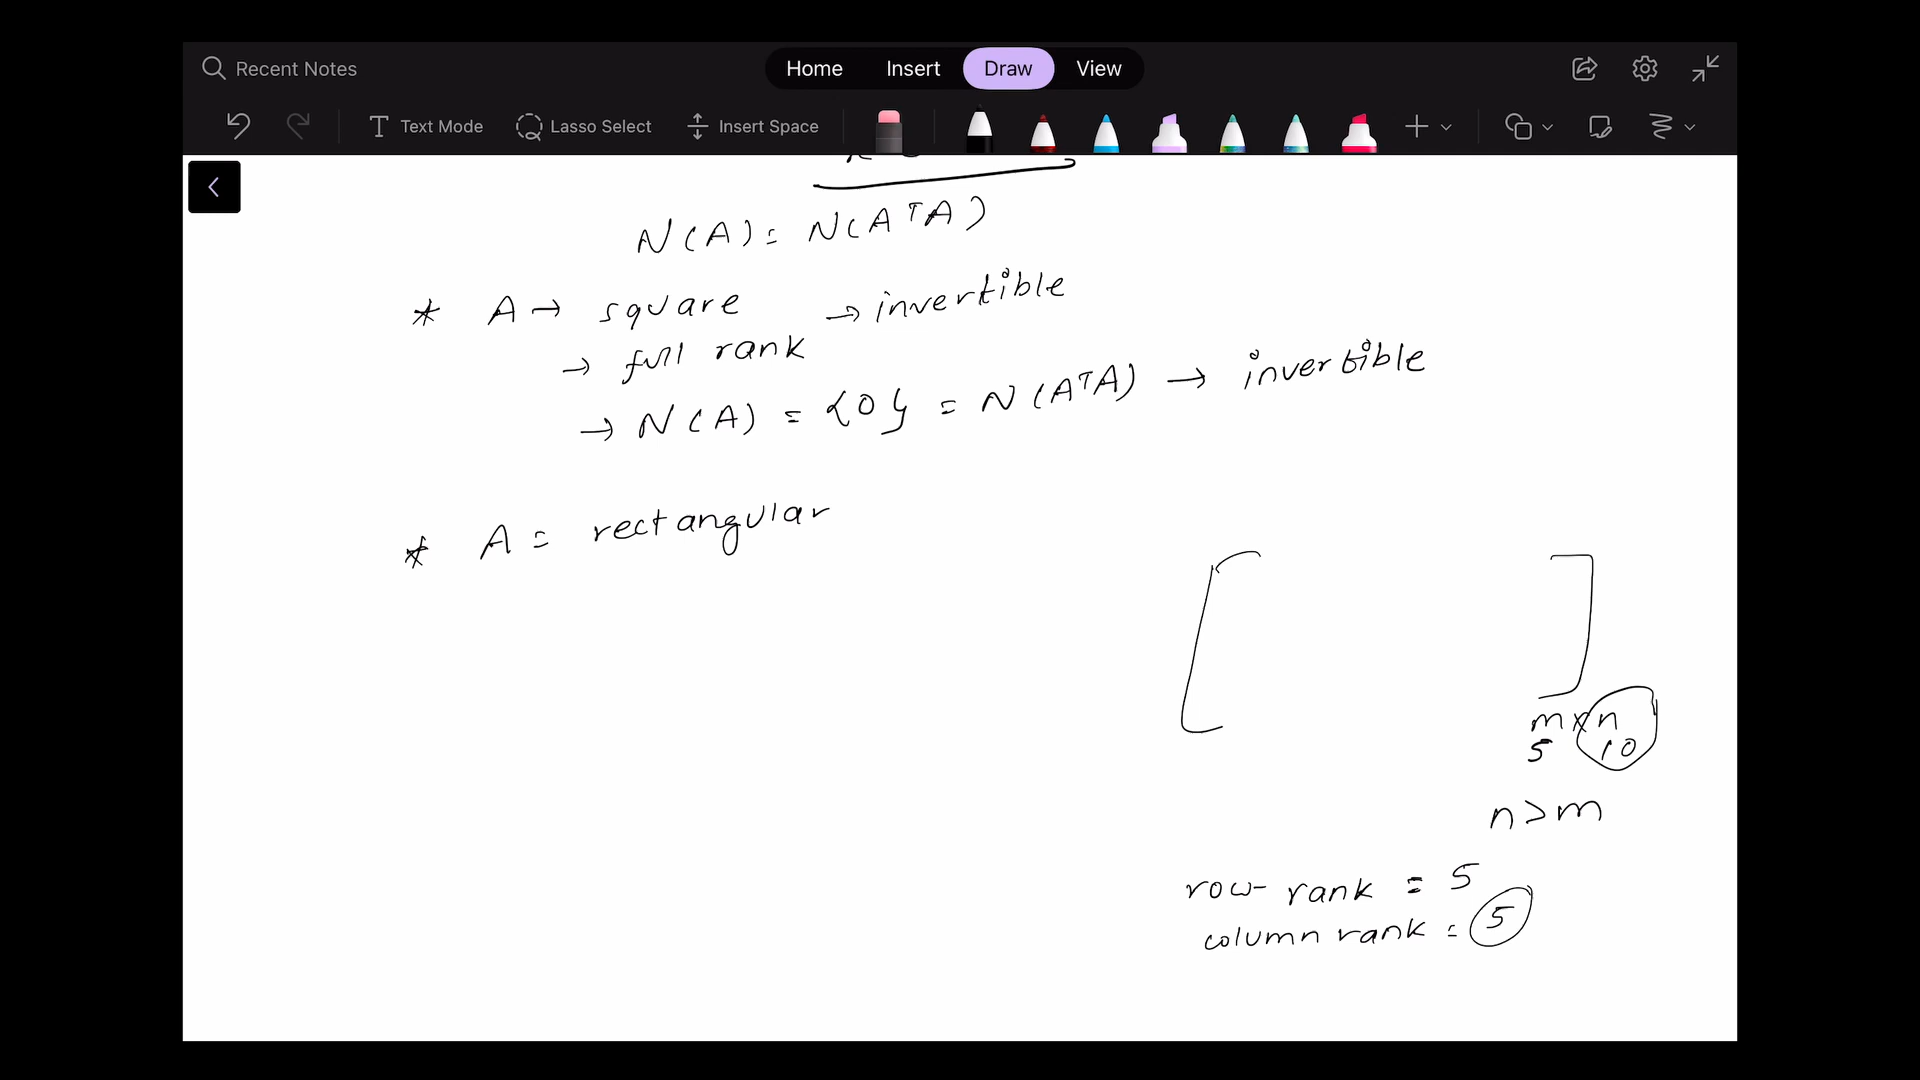 Recent Notes
Home Insert Draw View
Text Mode Lasso Select Insert Space
N(A) = N(AᵀA)
* A → square → invertible
→ full rank
→ N(A) = {0} = N(AᵀA) → invertible
* A = rectangular
m x n
5 10
n > m
row- rank = 5
column rank = 5